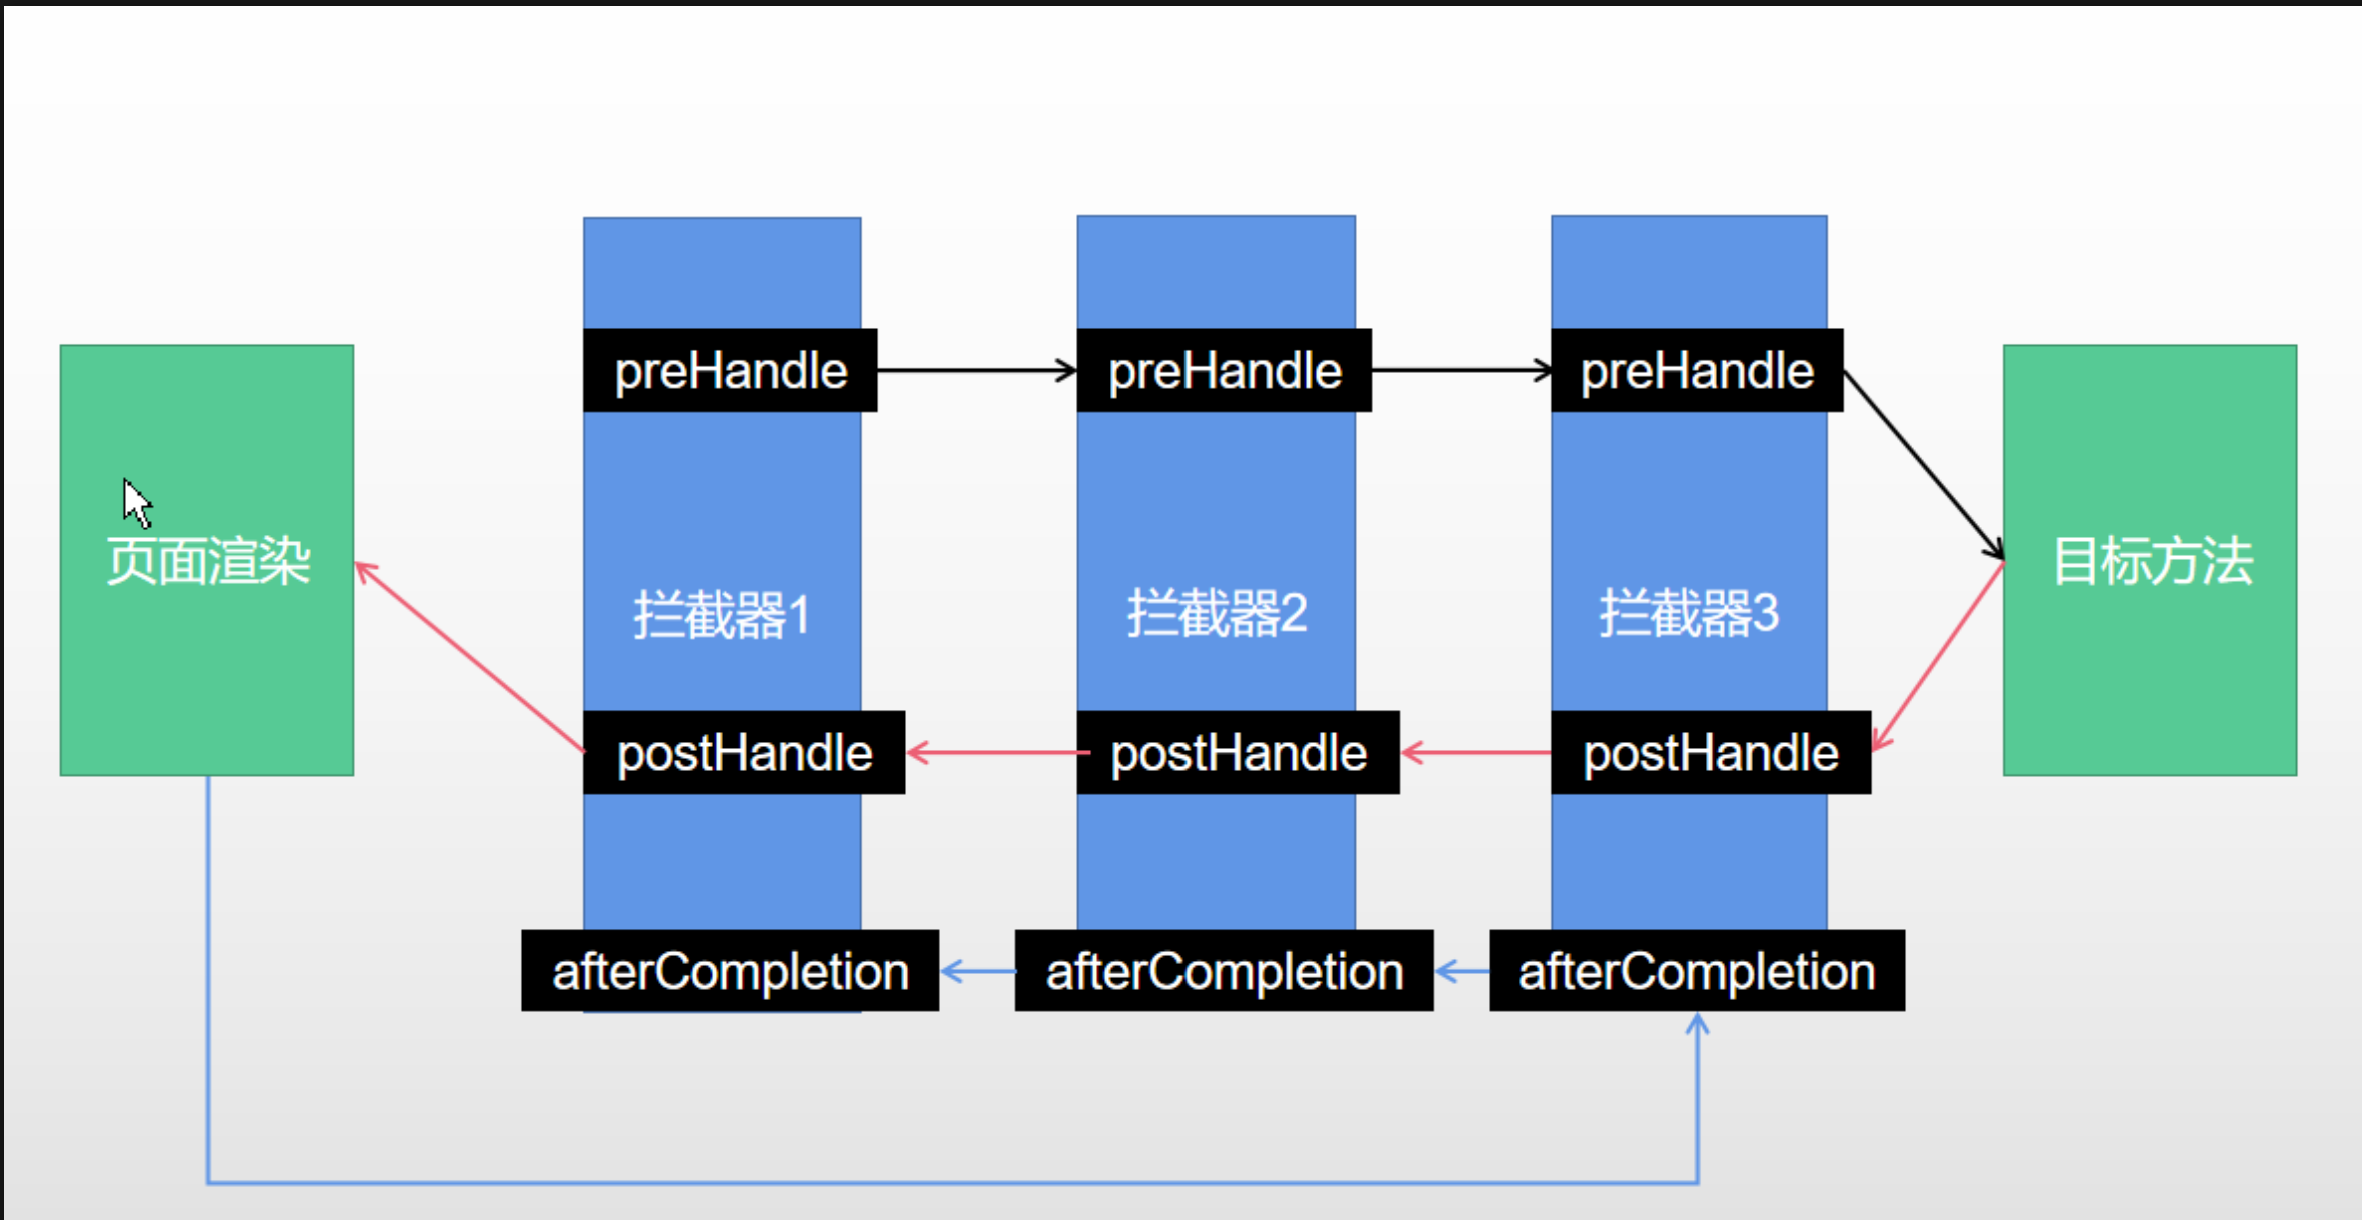 preHandle
preHandle
preHandle
页面渲染
目标方法
拦截器1
拦截器2
拦截器3
postHandle
postHandle
postHandle
afterCompletion
afterCompletion
afterCompletion